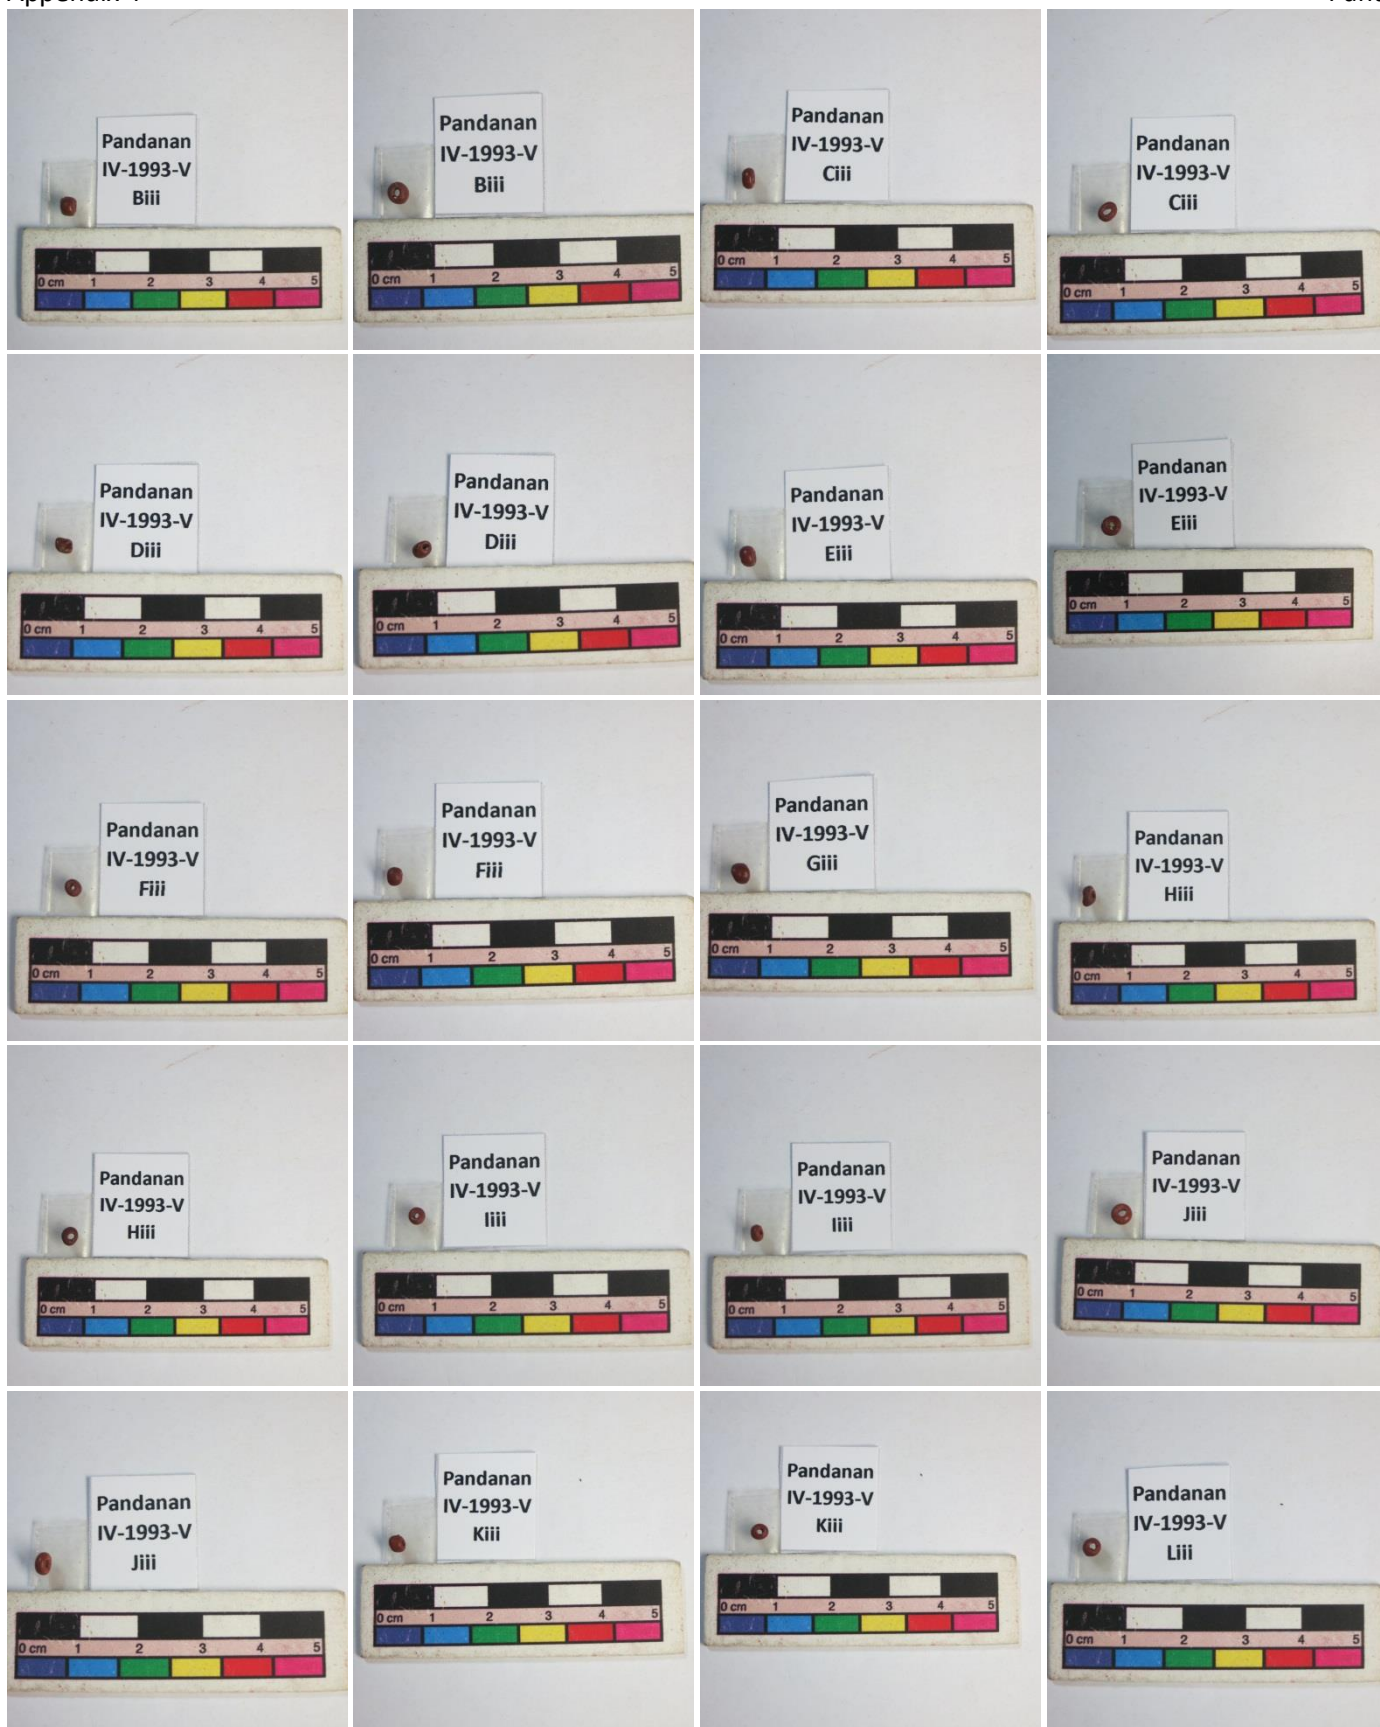 Pandanan
IV-1993-V
Biii
0 cm 1 2 3 4 5
Pandanan
IV-1993-V
Biii
0 cm 1 2 3 4 5
Pandanan
IV-1993-V
Ciii
0 cm 1 2 3 4 5
Pandanan
IV-1993-V
Ciii
0 cm 1 2 3 4 5
Pandanan
IV-1993-V
Diii
0 cm 1 2 3 4 5
Pandanan
IV-1993-V
Diii
0 cm 1 2 3 4 5
Pandanan
IV-1993-V
Eiii
0 cm 1 2 3 4 5
Pandanan
IV-1993-V
Eiii
0 cm 1 2 3 4 5
Pandanan
IV-1993-V
Fiii
0 cm 1 2 3 4 5
Pandanan
IV-1993-V
Fiii
0 cm 1 2 3 4 5
Pandanan
IV-1993-V
Giii
0 cm 1 2 3 4 5
Pandanan
IV-1993-V
Hiii
0 cm 1 2 3 4 5
Pandanan
IV-1993-V
Hiii
0 cm 1 2 3 4 5
Pandanan
IV-1993-V
Iiii
0 cm 1 2 3 4 5
Pandanan
IV-1993-V
Iiii
0 cm 1 2 3 4 5
Pandanan
IV-1993-V
Jiii
0 cm 1 2 3 4 5
Pandanan
IV-1993-V
Jiii
0 cm 1 2 3 4 5
Pandanan
IV-1993-V
Kiii
0 cm 1 2 3 4 5
Pandanan
IV-1993-V
Kiii
0 cm 1 2 3 4 5
Pandanan
IV-1993-V
Liii
0 cm 1 2 3 4 5